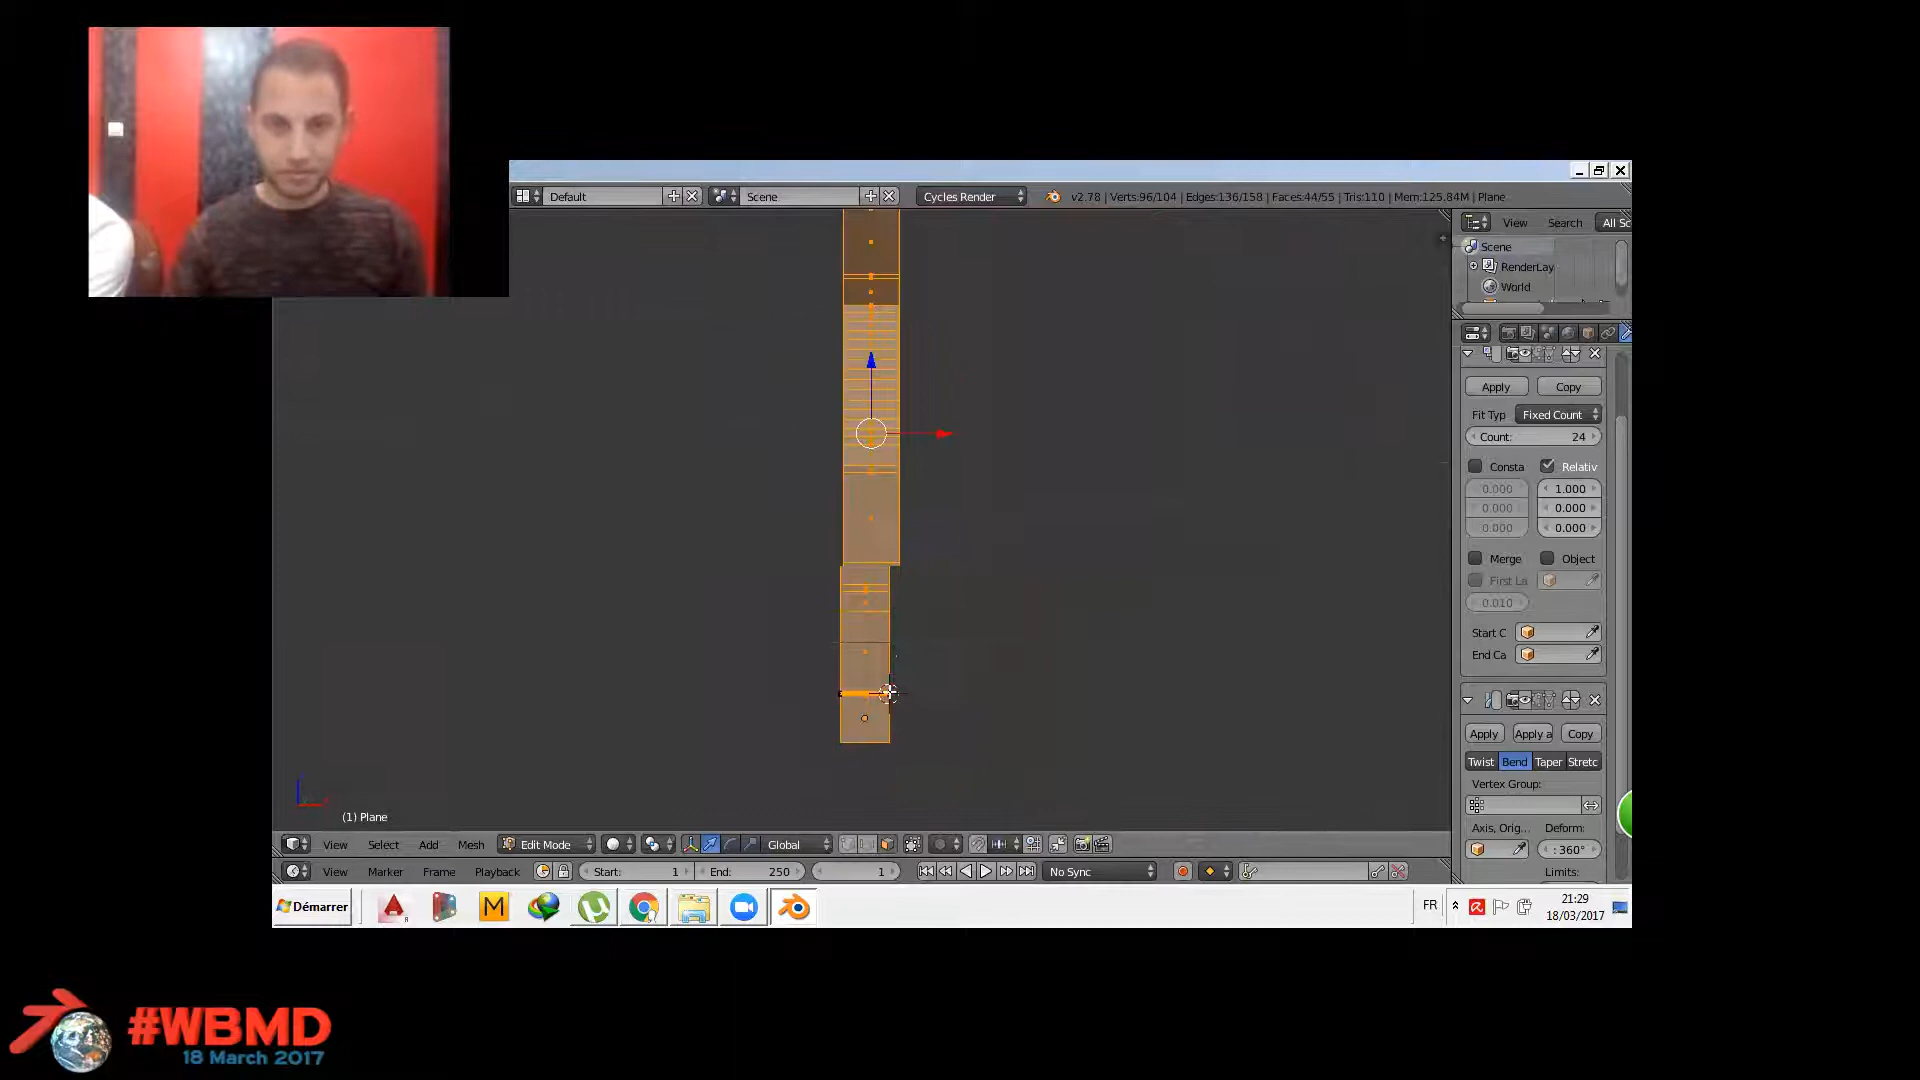 Default
Scene
Cycles Render
v2.78 | Verts:96/104 | Edges:136/158 | Faces:44/55 | Tris:110 | Mem:125.84M | Plane
View
Search
All Sc
Scene
RenderLay
World
Apply
Copy
Fit Typ
Fixed Count
Count:
24
Consta
Relativ
0.000
1.000
0.000
0.000
0.000
0.000
Merge
Object
First La
0.010
Start C
End Ca
Apply
Apply a
Copy
Twist
Bend
Taper
Stretc
Vertex Group:
Axis, Orig...
Deform:
: 360°
Limits:
(1) Plane
View
Select
Add
Mesh
Edit Mode
Global
View
Marker
Frame
Playback
Start:
1
End:
250
1
No Sync
Démarrer
M
FR
21:29
18/03/2017
#WBMD
18 March 2017